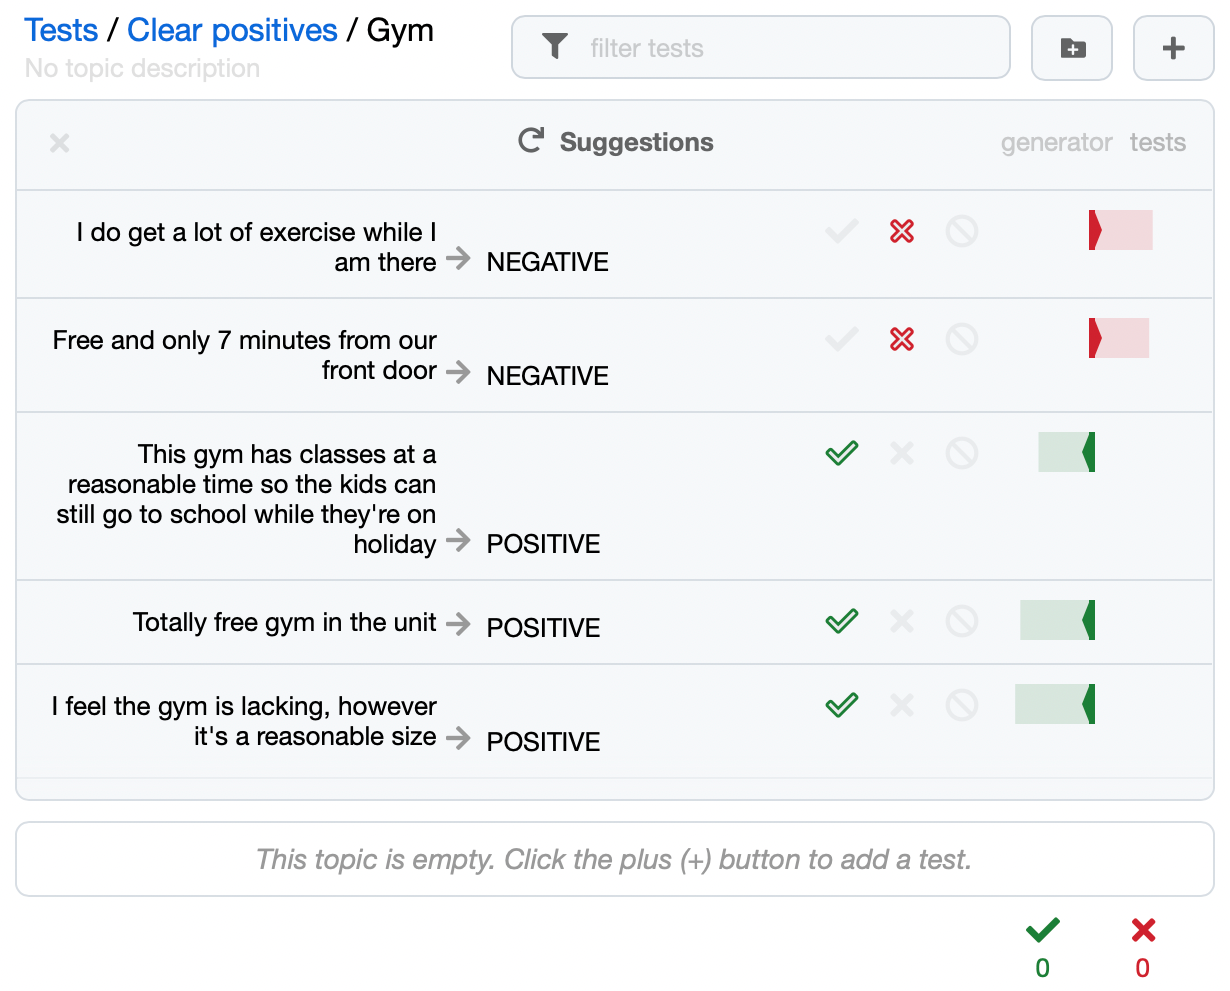 Tests / Clear positives / Gym
No topic description
filter tests
Suggestions
generator tests
I do get a lot of exercise while I
am there → NEGATIVE
Free and only 7 minutes from our
front door → NEGATIVE
This gym has classes at a
reasonable time so the kids can
still go to school while they're on
holiday → POSITIVE
Totally free gym in the unit → POSITIVE
I feel the gym is lacking, however
it's a reasonable size → POSITIVE
This topic is empty. Click the plus (+) button to add a test.
0 0